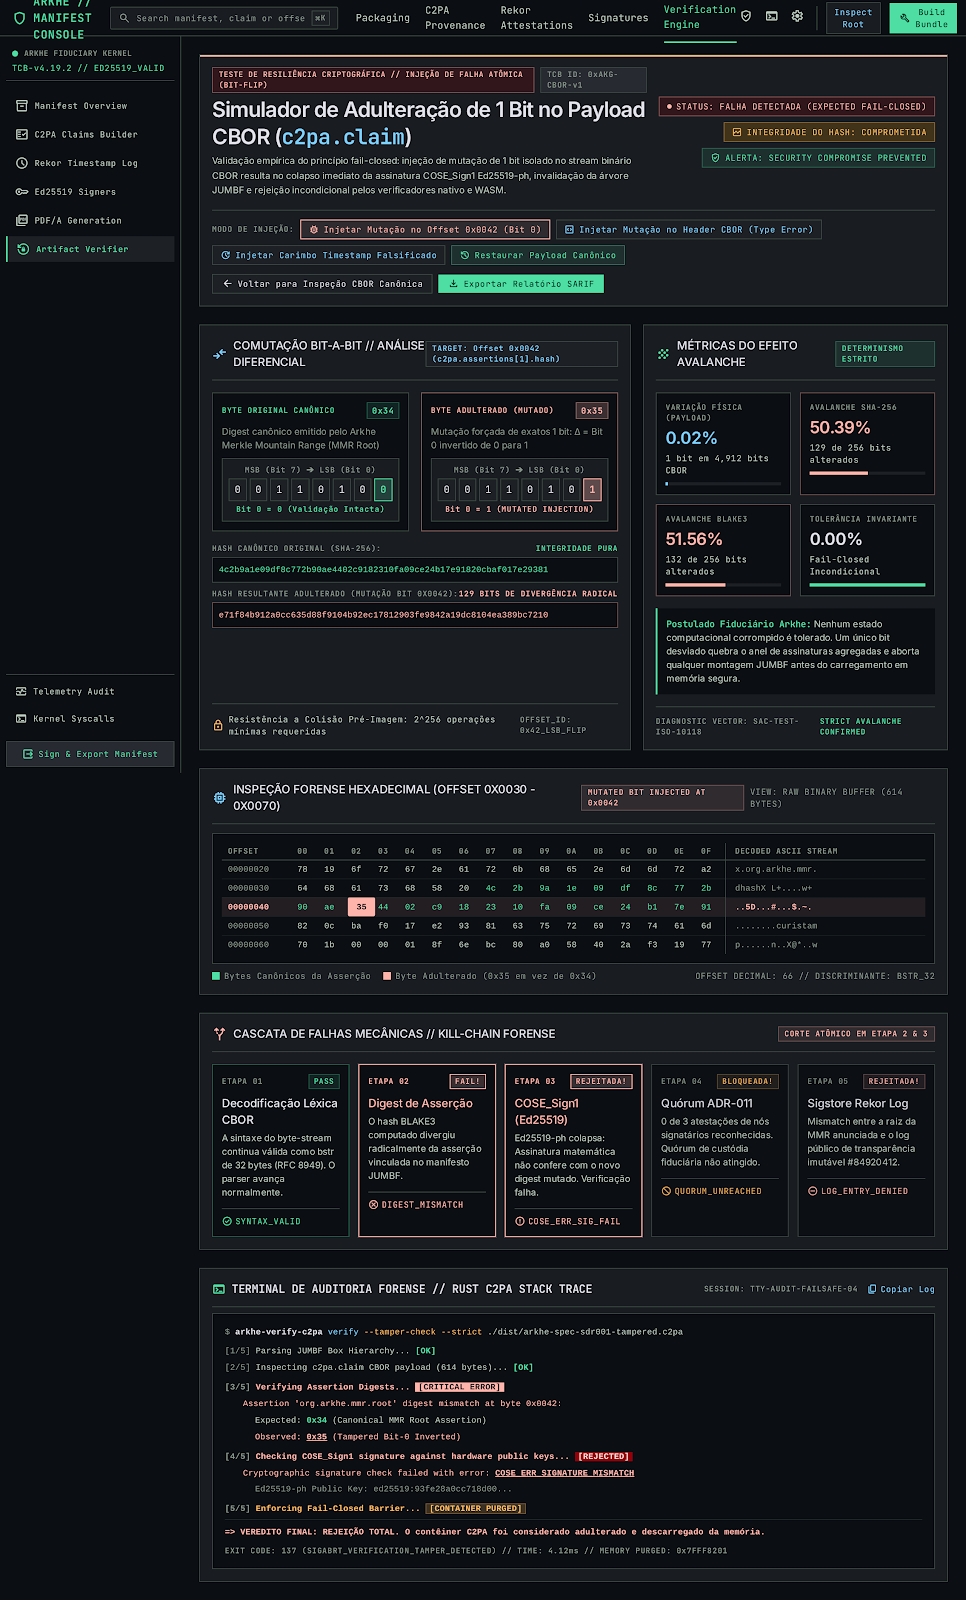 ARKHE //
MANIFEST
CONSOLE
Search manifest, claim or offse
⌘K
Packaging
C2PA
Provenance
Rekor
Attestations
Signatures
Verification
Engine
Inspect
Root
Build
Bundle
ARKHE FIDUCIARY KERNEL
TCB-v4.19.2 // ED25519_VALID
Manifest Overview
C2PA Claims Builder
Rekor Timestamp Log
Ed25519 Signers
PDF/A Generation
Artifact Verifier
Telemetry Audit
Kernel Syscalls
Sign & Export Manifest
TESTE DE RESILIÊNCIA CRIPTOGRÁFICA // INJEÇÃO DE FALHA ATÔMICA
(BIT-FLIP)
TCB ID: 0xAKG-
CBOR-v1
Simulador de Adulteração de 1 Bit no Payload
CBOR (c2pa.claim)
Validação empírica do princípio fail-closed: injeção de mutação de 1 bit isolado no stream binário
CBOR resulta no colapso imediato da assinatura COSE_Sign1 Ed25519-ph, invalidação da árvore
JUMBF e rejeição incondicional pelos verificadores nativo e WASM.
STATUS: FALHA DETECTADA (EXPECTED FAIL-CLOSED)
INTEGRIDADE DO HASH: COMPROMETIDA
ALERTA: SECURITY COMPROMISE PREVENTED
MODO DE INJEÇÃO:
Injetar Mutação no Offset 0x0042 (Bit 0)
Injetar Mutação no Header CBOR (Type Error)
Injetar Carimbo Timestamp Falsificado
Restaurar Payload Canônico
← Voltar para Inspeção CBOR Canônica
Exportar Relatório SARIF
COMUTAÇÃO BIT-A-BIT // ANÁLISE
DIFERENCIAL
TARGET: Offset 0x0042
(c2pa.assertions[1].hash)
BYTE ORIGINAL CANÔNICO
0x34
Digest canônico emitido pelo Arkhe
Merkle Mountain Range (MMR Root)
MSB (Bit 7) → LSB (Bit 0)
0 0 1 1 0 1 0 0
Bit 0 = 0 (Validação Intacta)
BYTE ADULTERADO (MUTADO)
0x35
Mutação forçada de exatos 1 bit: Δ = Bit
0 invertido de 0 para 1
MSB (Bit 7) → LSB (Bit 0)
0 0 1 1 0 1 0 1
Bit 0 = 1 (MUTATED INJECTION)
HASH CANÔNICO ORIGINAL (SHA-256):
INTEGRIDADE PURA
4c2b9a1e09df8c772b90ae4402c9182310fa09ce24b17e91820cbaf017e29381
HASH RESULTANTE ADULTERADO (MUTAÇÃO BIT 0X0042):
129 BITS DE DIVERGÊNCIA RADICAL
e71f84b912a0cc635d88f9104b92ec17812903fe9842a19dc8104ea389bc7210
Resistência a Colisão Pré-Imagem: 2^256 operações
mínimas requeridas
OFFSET_ID:
0x42_LSB_FLIP
MÉTRICAS DO EFEITO
AVALANCHE
DETERMINISMO
ESTRITO
VARIAÇÃO FÍSICA
(PAYLOAD)
0.02%
1 bit em 4,912 bits
CBOR
AVALANCHE SHA-256
50.39%
129 de 256 bits
alterados
AVALANCHE BLAKE3
51.56%
132 de 256 bits
alterados
TOLERÂNCIA INVARIANTE
0.00%
Fail-Closed
Incondicional
Postulado Fiduciário Arkhe: Nenhum estado
computacional corrompido é tolerado. Um único bit
desviado quebra o anel de assinaturas agregadas e aborta
qualquer montagem JUMBF antes do carregamento em
memória segura.
DIAGNOSTIC VECTOR: SAC-TEST-
ISO-10118
STRICT AVALANCHE
CONFIRMED
INSPEÇÃO FORENSE HEXADECIMAL (OFFSET 0X0030 -
0X0070)
MUTATED BIT INJECTED AT
0x0042
VIEW: RAW BINARY BUFFER (614
BYTES)
OFFSET 00 01 02 03 04 05 06 07 08 09 0A 0B 0C 0D 0E 0F DECODED ASCII STREAM
00000020 78 19 6f 72 67 2e 61 72 6b 68 65 2e 6d 6d 72 a2 x.org.arkhe.mmr.
00000030 64 68 61 73 68 58 20 4c 2b 9a 1e 09 df 8c 77 2b dhashX L+....w+
00000040 90 ae 35 44 02 c9 18 23 10 fa 09 ce 24 b1 7e 91 ..5D...#...$.~.
00000050 82 0c ba f0 17 e2 93 81 63 75 72 69 73 74 61 6d ........curistam
00000060 70 1b 00 00 01 8f 6e bc 80 a0 58 40 2a f3 19 77 p......n..X@*..w
Bytes Canônicos da Asserção
Byte Adulterado (0x35 em vez de 0x34)
OFFSET DECIMAL: 66 // DISCRIMINANTE: BSTR_32
CASCATA DE FALHAS MECÂNICAS // KILL-CHAIN FORENSE
CORTE ATÔMICO EM ETAPA 2 & 3
ETAPA 01
PASS
Decodificação Léxica
CBOR
A sintaxe do byte-stream
continua válida como bstr
de 32 bytes (RFC 8949). O
parser avança
normalmente.
SYNTAX_VALID
ETAPA 02
FAIL!
Digest de Asserção
O hash BLAKE3
computado divergiu
radicalmente da asserção
vinculada no manifesto
JUMBF.
DIGEST_MISMATCH
ETAPA 03
REJEITADA!
COSE_Sign1
(Ed25519)
Ed25519-ph colapsa:
Assinatura matemática
não confere com o novo
digest mutado. Verificação
falha.
COSE_ERR_SIG_FAIL
ETAPA 04
BLOQUEADA!
Quórum ADR-011
0 de 3 atestações de nós
signatários reconhecidas.
Quórum de custódia
fiduciária não atingido.
QUORUM_UNREACHED
ETAPA 05
REJEITADA!
Sigstore Rekor Log
Mismatch entre a raiz da
MMR anunciada e o log
público de transparência
imutável #84920412.
LOG_ENTRY_DENIED
TERMINAL DE AUDITORIA FORENSE // RUST C2PA STACK TRACE
SESSION: TTY-AUDIT-FAILSAFE-04
Copiar Log
$ arkhe-verify-c2pa verify --tamper-check --strict ./dist/arkhe-spec-sdr001-tampered.c2pa
[1/5] Parsing JUMBF Box Hierarchy... [OK]
[2/5] Inspecting c2pa.claim CBOR payload (614 bytes)... [OK]
[3/5] Verifying Assertion Digests... [CRITICAL ERROR]
Assertion 'org.arkhe.mmr.root' digest mismatch at byte 0x0042:
Expected: 0x34 (Canonical MMR Root Assertion)
Observed: 0x35 (Tampered Bit-0 Inverted)
[4/5] Checking COSE_Sign1 signature against hardware public keys... [REJECTED]
Cryptographic signature check failed with error: COSE_ERR_SIGNATURE_MISMATCH
Ed25519-ph Public Key: ed25519:93fe28a0cc718d00...
[5/5] Enforcing Fail-Closed Barrier... [CONTAINER PURGED]
=> VEREDITO FINAL: REJEIÇÃO TOTAL. O contêiner C2PA foi considerado adulterado e descarregado da memória.
EXIT CODE: 137 (SIGABRT_VERIFICATION_TAMPER_DETECTED) // TIME: 4.12ms // MEMORY PURGED: 0x7FFF8201